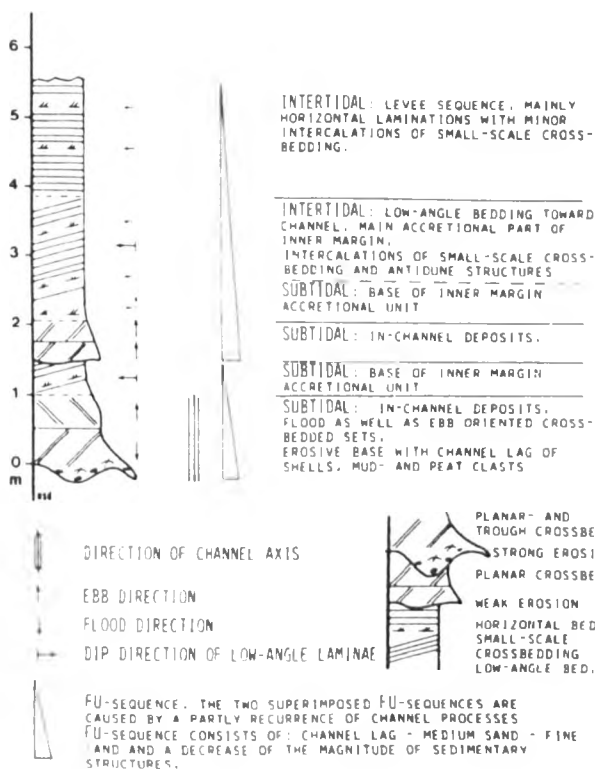 6
5
4
3
2
1
0
m
INTERTIDAL: LEVEE SEQUENCE, MAINLY
HORIZONTAL LAMINATIONS WITH MINOR
INTERCALATIONS OF SMALL-SCALE CROSS-
BEDDING.
INTERTIDAL: LOW-ANGLE BEDDING TOWARD
CHANNEL, MAIN ACCRETIONAL PART OF
INNER MARGIN.
INTERCALATIONS OF SMALL-SCALE CROSS-
BEDDING AND ANTIDUNE STRUCTURES
SUBTIDAL: BASE OF INNER MARGIN
ACCRETIONAL UNIT
SUBTIDAL: IN-CHANNEL DEPOSITS.
SUBTIDAL: BASE OF INNER MARGIN
ACCRETIONAL UNIT
SUBTIDAL: IN-CHANNEL DEPOSITS.
FLOOD AS WELL AS EBB ORIENTED CROSS-
BEDDED SETS.
EROSIVE BASE WITH CHANNEL LAG OF
SHELLS, MUD- AND PEAT CLASTS
DIRECTION OF CHANNEL AXIS
EBB DIRECTION
FLOOD DIRECTION
DIP DIRECTION OF LOW-ANGLE LAMINAE
PLANAR- AND
TROUGH CROSSBE
STRONG EROSI
PLANAR CROSSBE
WEAK EROSION
HORIZONTAL BED
SMALL-SCALE
CROSSBEDDING
LOW-ANGLE BED.
FU-SEQUENCE. THE TWO SUPERIMPOSED FU-SEQUENCES ARE
CAUSED BY A PARTLY RECURRENCE OF CHANNEL PROCESSES
FU-SEQUENCE CONSISTS OF: CHANNEL LAG - MEDIUM SAND - FINE
AND AND A DECREASE OF THE MAGNITUDE OF SEDIMENTARY
STRUCTURES.